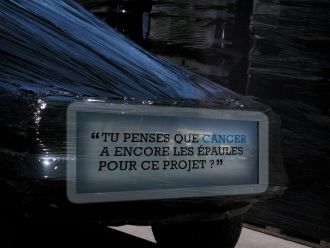 “TU PENSES QUE CANCER
A ENCORE LES ÉPAULES
POUR CE PROJET ?”